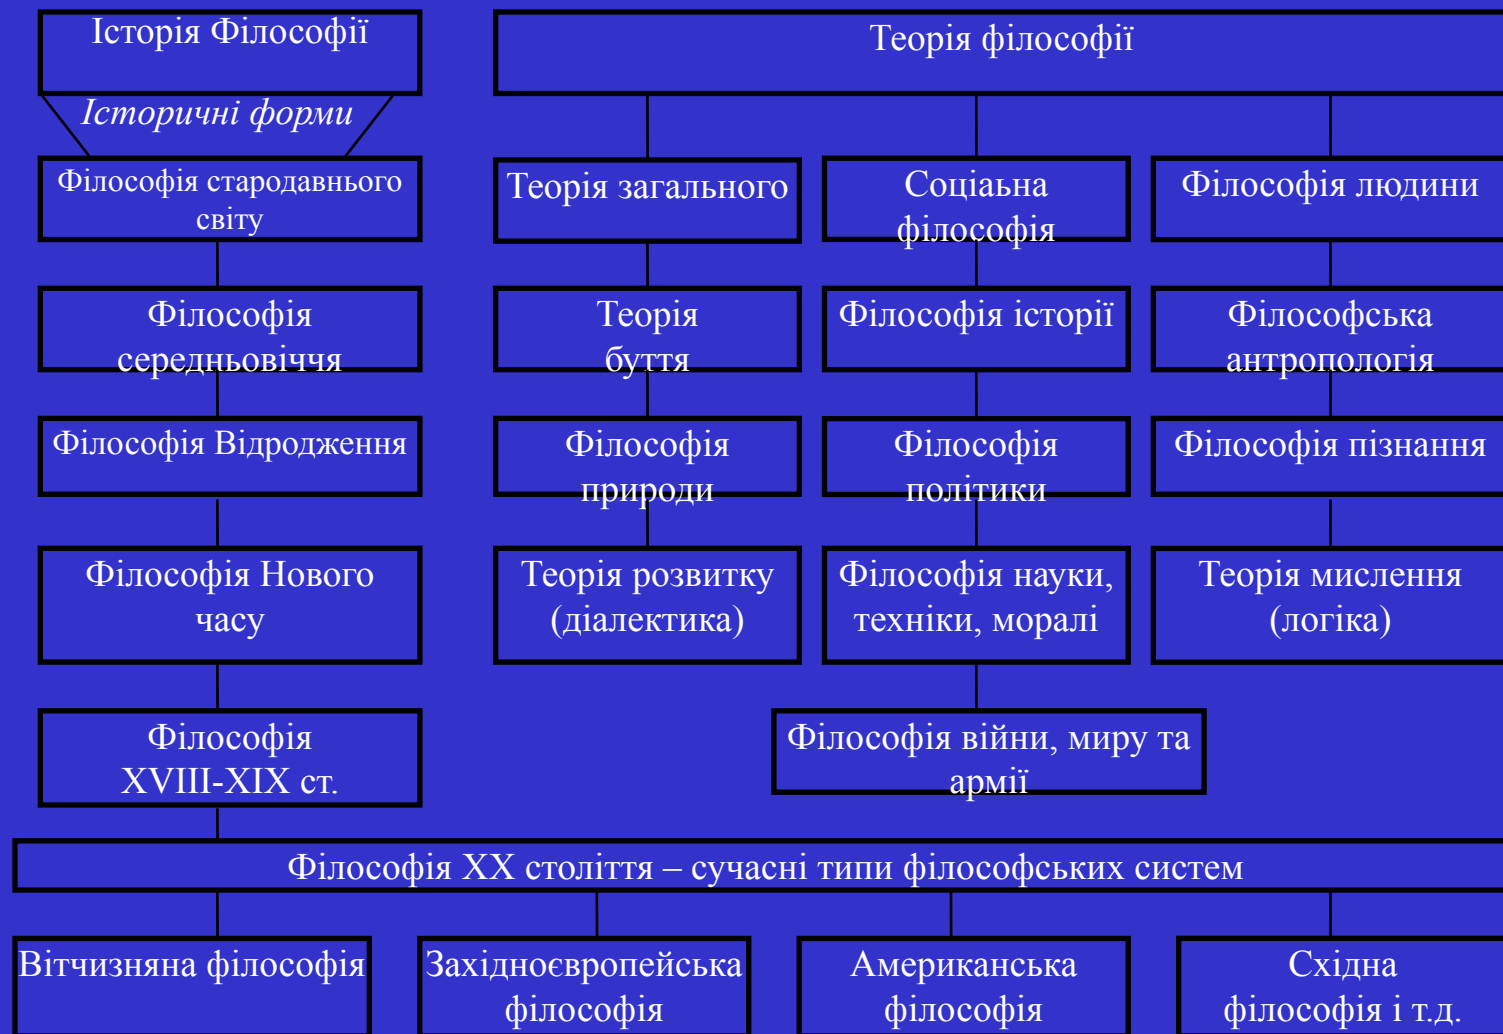 Історія Філософії
Теорія філософії
Історичні форми
Філософія стародавнього
світу
Теорія загального
Соціаьна
філософія
Філософія людини
Філософія
середньовіччя
Теорія
буття
Філософія історії
Філософська
антропологія
Філософія Відродження
Філософія
природи
Філософія
політики
Філософія пізнання
Філософія Нового
часу
Теорія розвитку
(діалектика)
Філософія науки,
техніки, моралі
Теорія мислення
(логіка)
Філософія
XVIII-XIX ст.
Філософія війни, миру та
армії
Філософія XX століття – сучасні типи філософських систем
Вітчизняна філософія
Західноєвропейська
філософія
Американська
філософія
Східна
філософія і т.д.